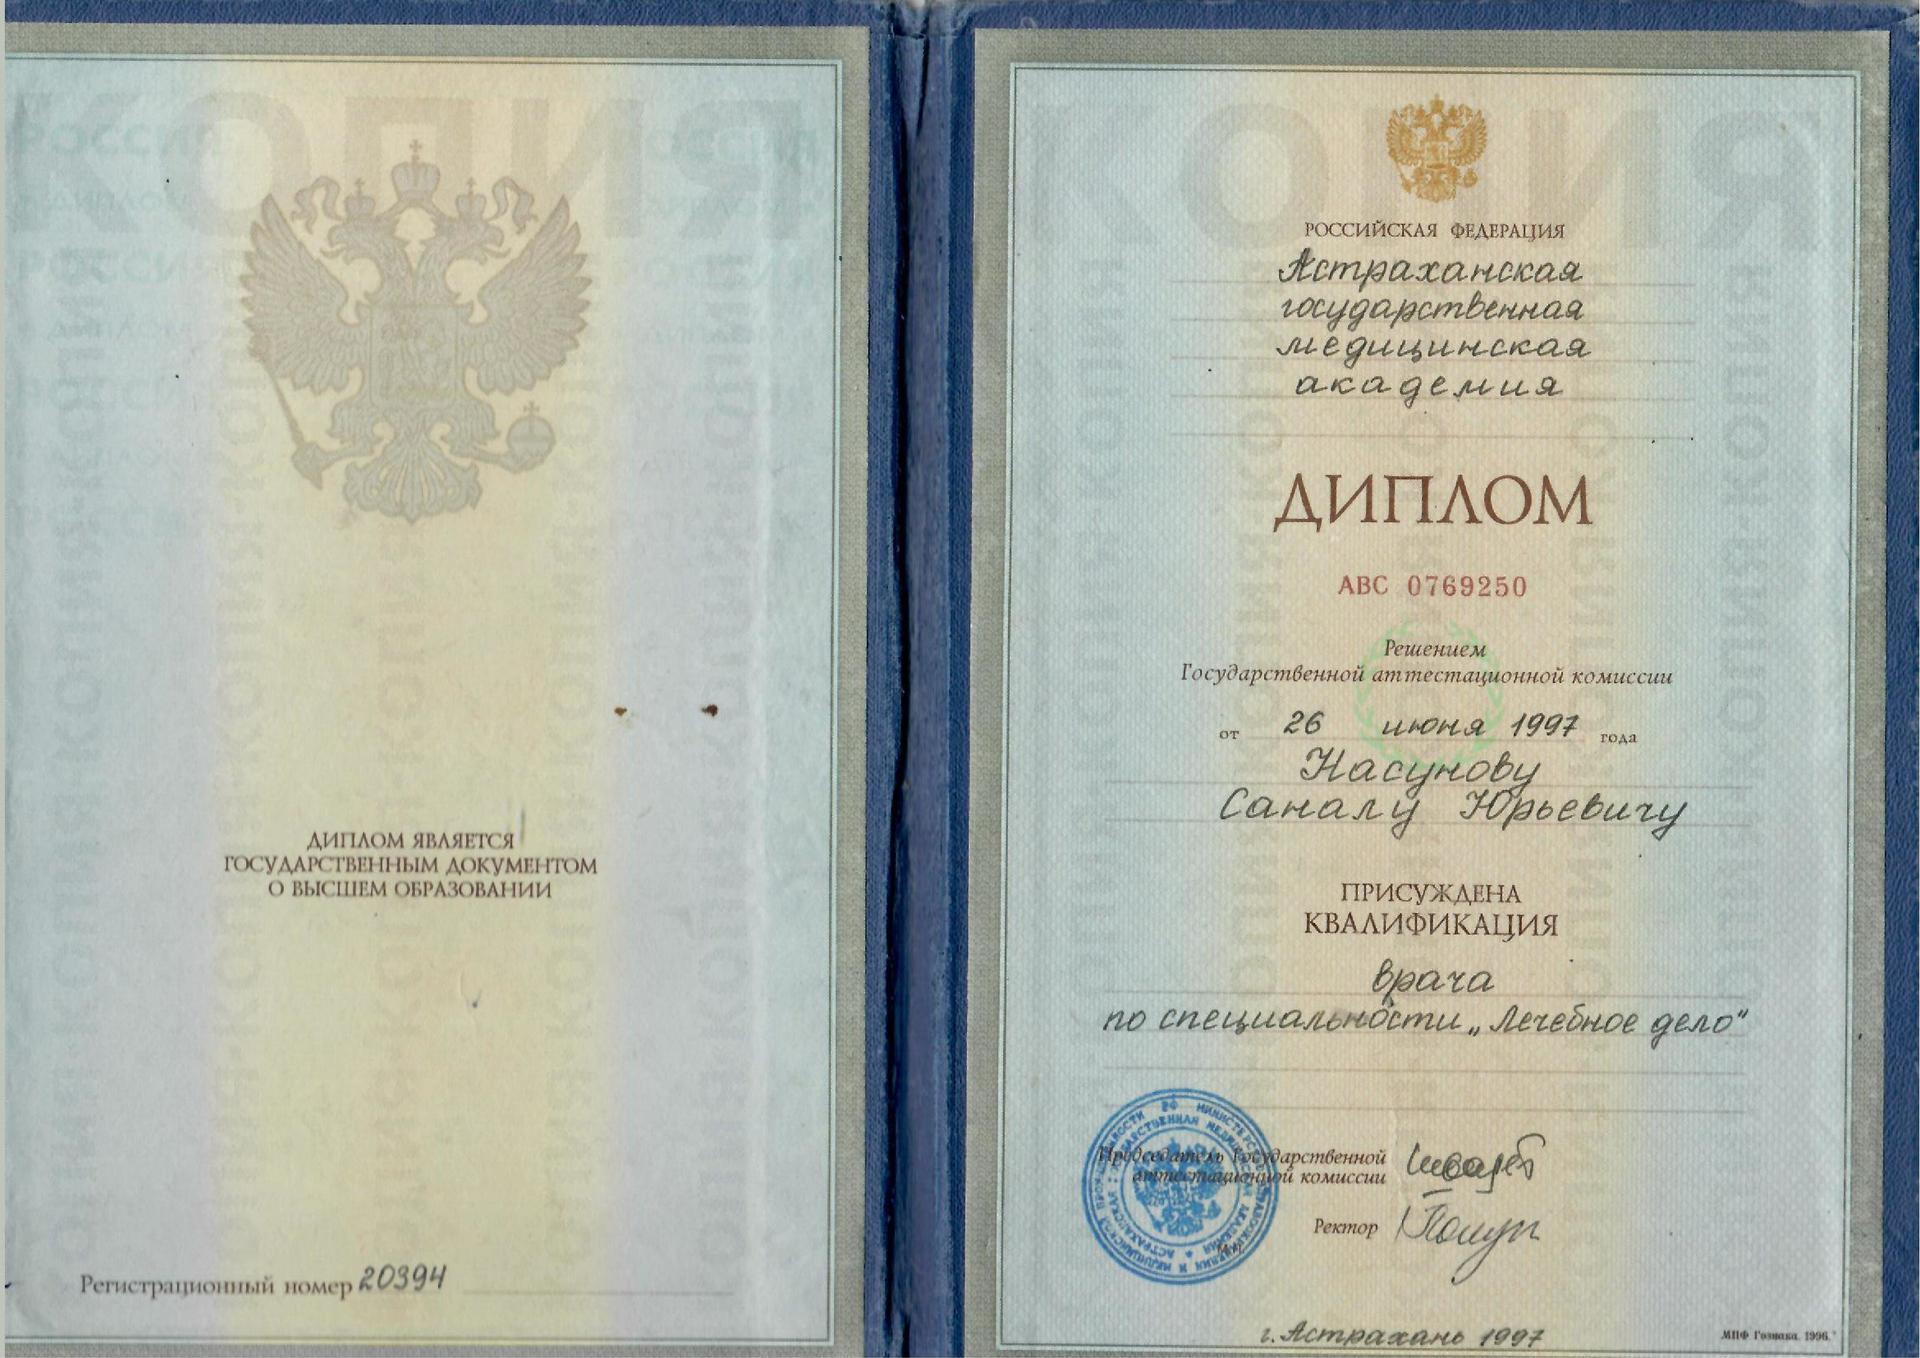 КОПИЯ
ДИПЛОМ ЯВЛЯЕТСЯ
ГОСУДАРСТВЕННЫМ ДОКУМЕНТОМ
О ВЫСШЕМ ОБРАЗОВАНИИ
Регистрационный номер 20394
КОПИЯ
РОССИЙСКАЯ ФЕДЕРАЦИЯ
Астраханская
государственная
медицинская
академия
ДИПЛОМ
АВС 0769250
Решением
Государственной аттестационной комиссии
от 26 июня 1997 года
Насунову
Саналу Юрьевичу
ПРИСУЖДЕНА
КВАЛИФИКАЦИЯ
врача
по специальности „Лечебное дело"
Председатель Государственной
аттестационной комиссии
Ректор
г. Астрахань 1997
МПФ Гознака. 1996.